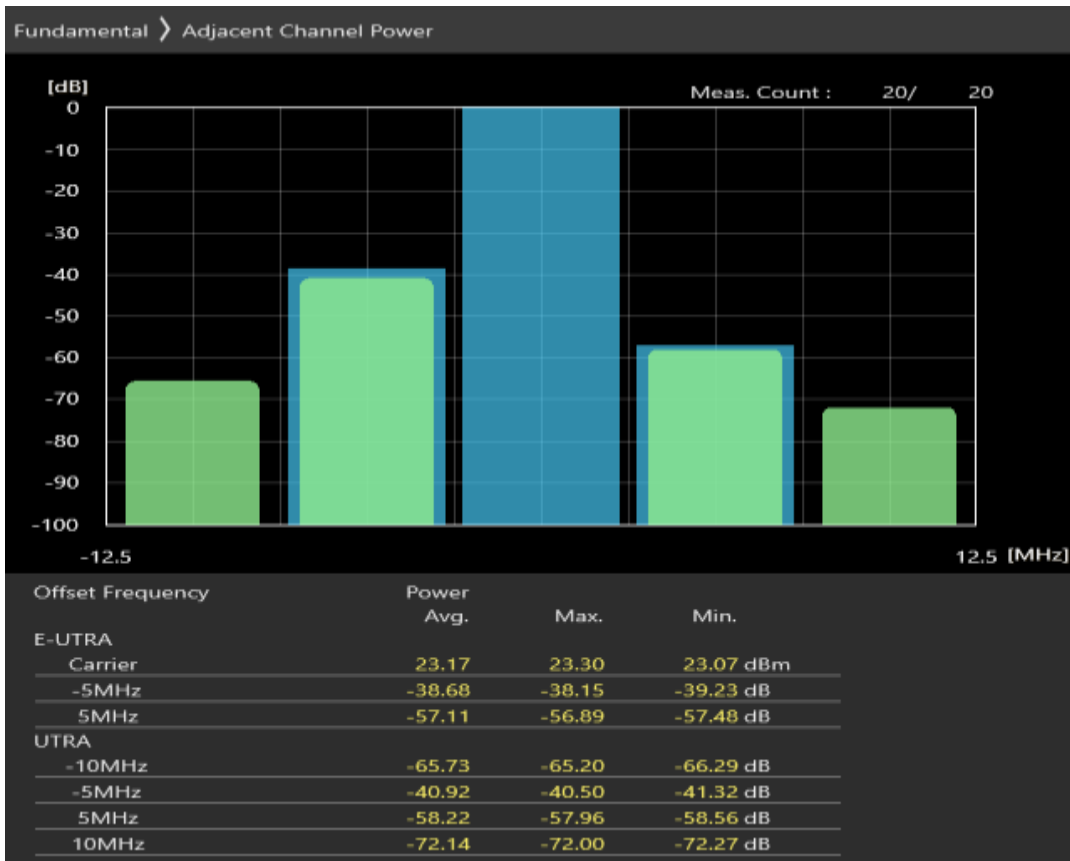 Fundamental 〉 Adjacent Channel Power
[dB]
Meas. Count : 20/ 20
0
-10
-20
-30
-40
-50
-60
-70
-80
-90
-100
-12.5 12.5 [MHz]
Offset Frequency Power
Avg. Max. Min.
E-UTRA
Carrier 23.17 23.30 23.07 dBm
-5MHz -38.68 -38.15 -39.23 dB
5MHz -57.11 -56.89 -57.48 dB
UTRA
-10MHz -65.73 -65.20 -66.29 dB
-5MHz -40.92 -40.50 -41.32 dB
5MHz -58.22 -57.96 -58.56 dB
10MHz -72.14 -72.00 -72.27 dB